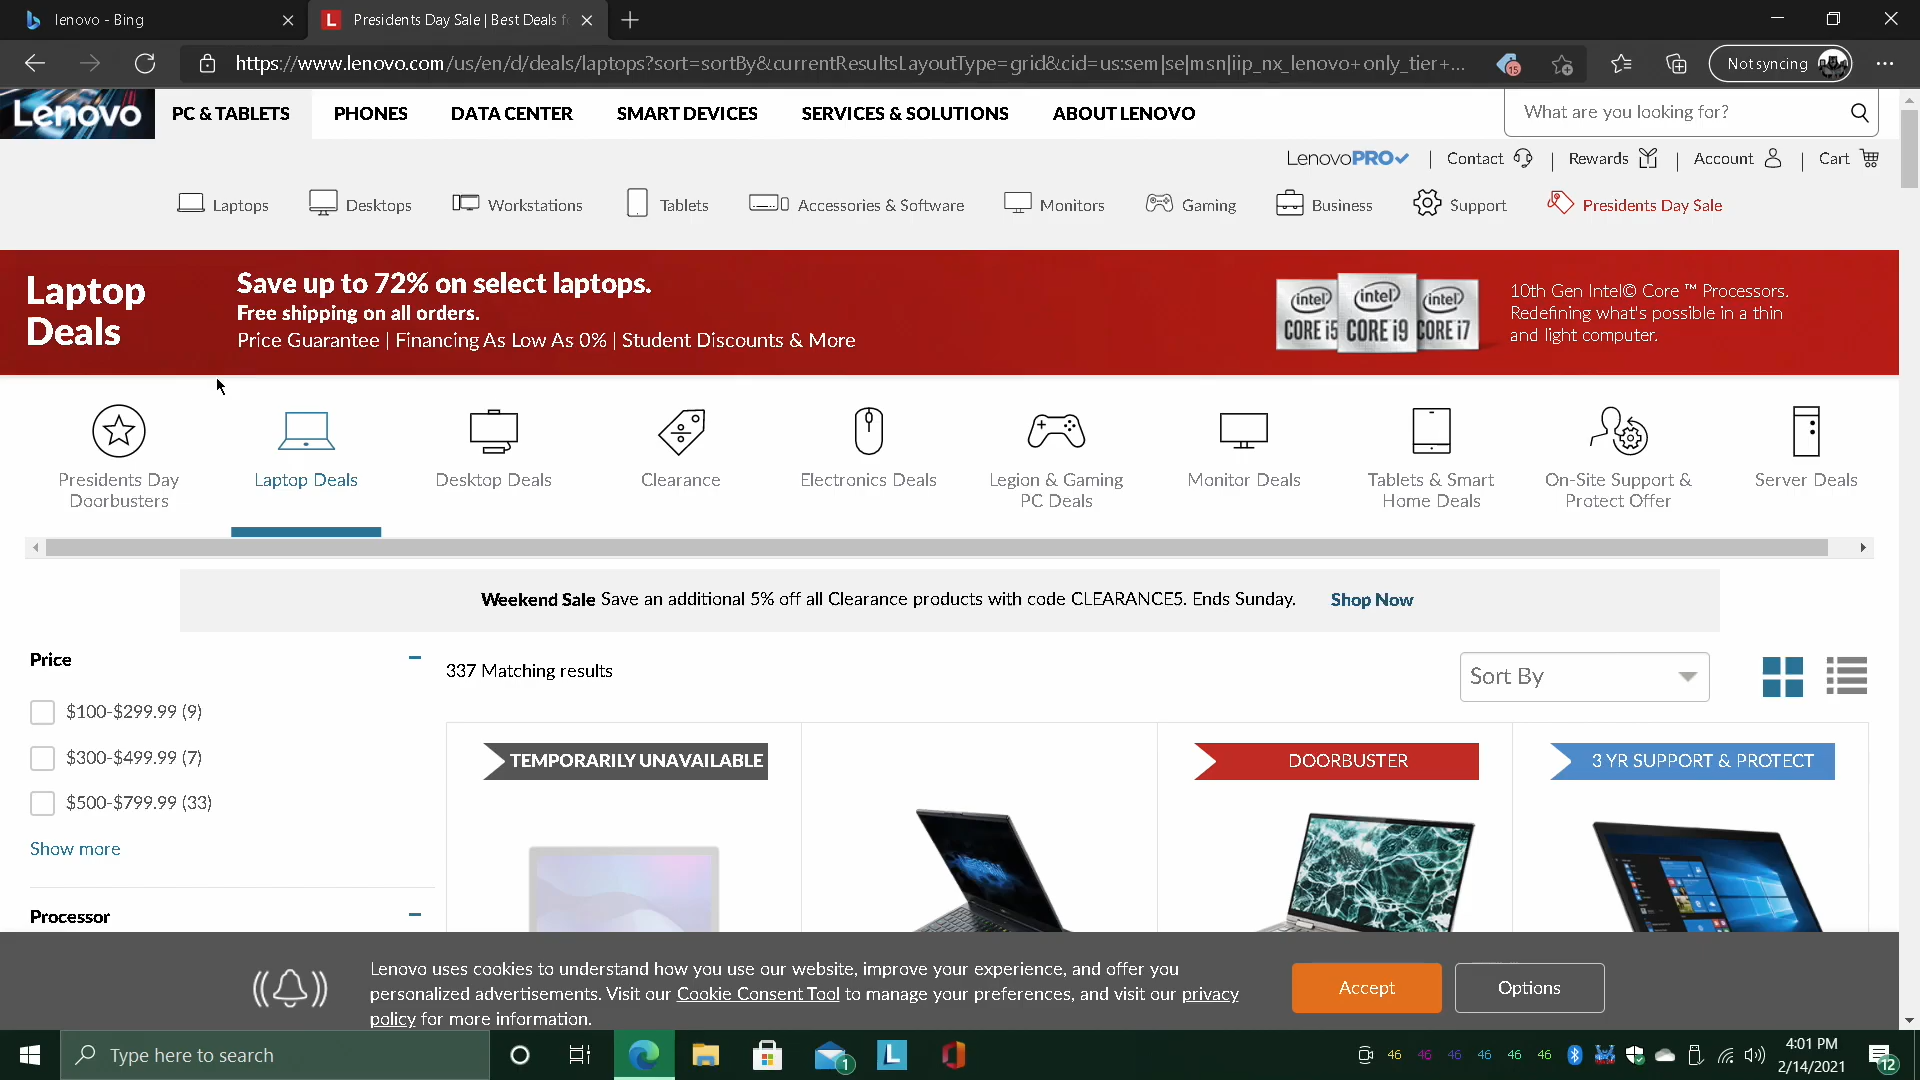 lenovo - Bing
Presidents Day Sale | Best Deals f
https://www.lenovo.com/us/en/d/deals/laptops?sort=sortBy&currentResultsLayoutType=grid&cid=us:sem|se|msn|iip_nx_lenovo+only_tier+...
15
Not syncing
Lenovo
PC & TABLETS
PHONES
DATA CENTER
SMART DEVICES
SERVICES & SOLUTIONS
ABOUT LENOVO
What are you looking for?
LenovoPRO
Contact
Rewards
Account
Cart
Laptops
Desktops
Workstations
Tablets
Accessories & Software
Monitors
Gaming
Business
Support
Presidents Day Sale
Laptop
Deals
Save up to 72% on select laptops.
Free shipping on all orders.
Price Guarantee | Financing As Low As 0% | Student Discounts & More
intel
CORE i5
intel
CORE i9
intel
CORE i7
10th Gen Intel© Core ™ Processors.
Redefining what's possible in a thin
and light computer.
Presidents Day
Doorbusters
Laptop Deals
Desktop Deals
Clearance
Electronics Deals
Legion & Gaming
PC Deals
Monitor Deals
Tablets & Smart
Home Deals
On-Site Support &
Protect Offer
Server Deals
Weekend Sale Save an additional 5% off all Clearance products with code CLEARANCE5. Ends Sunday. Shop Now
Price
$100-$299.99 (9)
$300-$499.99 (7)
$500-$799.99 (33)
Show more
Processor
337 Matching results
Sort By
TEMPORARILY UNAVAILABLE
DOORBUSTER
3 YR SUPPORT & PROTECT
Lenovo uses cookies to understand how you use our website, improve your experience, and offer you
personalized advertisements. Visit our Cookie Consent Tool to manage your preferences, and visit our privacy
policy for more information.
Accept
Options
Type here to search
1
L
46 46 46 46 46 46
4:01 PM
2/14/2021
12